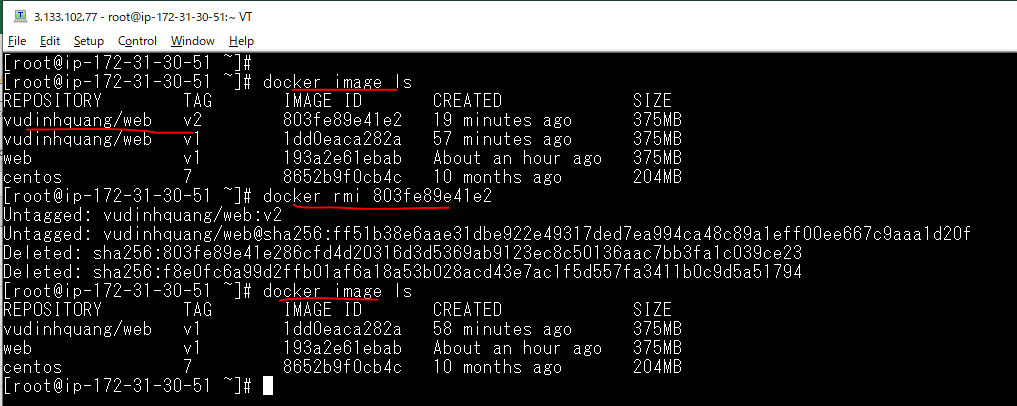 3.133.102.77 - root@ip-172-31-30-51:~ VT
File Edit Setup Control Window Help
[root@ip-172-31-30-51 ~]#
[root@ip-172-31-30-51 ~]# docker image ls
REPOSITORY TAG IMAGE ID CREATED SIZE
vudinhquang/web v2 803fe89e41e2 19 minutes ago 375MB
vudinhquang/web v1 1dd0eaca282a 57 minutes ago 375MB
web v1 193a2e61ebab About an hour ago 375MB
centos 7 8652b9f0cb4c 10 months ago 204MB
[root@ip-172-31-30-51 ~]# docker rmi 803fe89e41e2
Untagged: vudinhquang/web:v2
Untagged: vudinhquang/web@sha256:ff51b38e6aae31dbe922e49317ded7ea994ca48c89a1eff00ee667c9aaa1d20f
Deleted: sha256:803fe89e41e286cfd4d20316d3d5369ab9123ec8c50136aac7bb3fa1c039ce23
Deleted: sha256:f8e0fc6a99d2ffb01af6a18a53b028acd43e7ac1f5d557fa3411b0c9d5a51794
[root@ip-172-31-30-51 ~]# docker image ls
REPOSITORY TAG IMAGE ID CREATED SIZE
vudinhquang/web v1 1dd0eaca282a 58 minutes ago 375MB
web v1 193a2e61ebab About an hour ago 375MB
centos 7 8652b9f0cb4c 10 months ago 204MB
[root@ip-172-31-30-51 ~]#